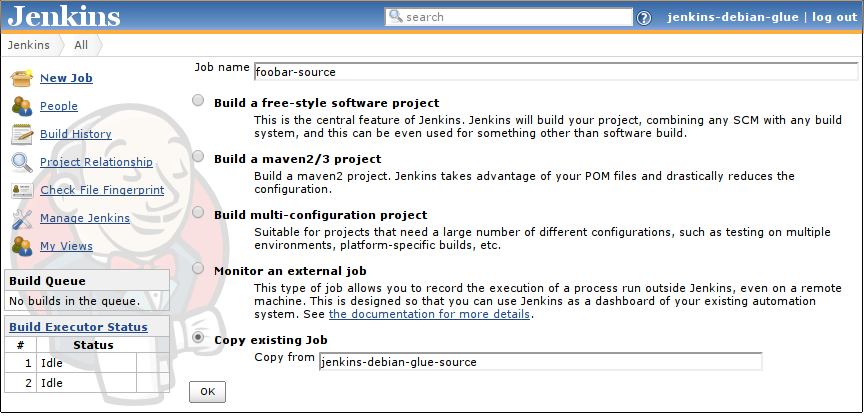 Jenkins
search
jenkins-debian-glue | log out
Jenkins
All
New Job
People
Build History
Project Relationship
Check File Fingerprint
Manage Jenkins
My Views
Build Queue
No builds in the queue.
Build Executor Status
# Status
1 Idle
2 Idle
Job name foobar-source
Build a free-style software project
This is the central feature of Jenkins. Jenkins will build your project, combining any SCM with any build
system, and this can be even used for something other than software build.
Build a maven2/3 project
Build a maven2 project. Jenkins takes advantage of your POM files and drastically reduces the
configuration.
Build multi-configuration project
Suitable for projects that need a large number of different configurations, such as testing on multiple
environments, platform-specific builds, etc.
Monitor an external job
This type of job allows you to record the execution of a process run outside Jenkins, even on a remote
machine. This is designed so that you can use Jenkins as a dashboard of your existing automation
system. See the documentation for more details.
Copy existing Job
Copy from jenkins-debian-glue-source
OK